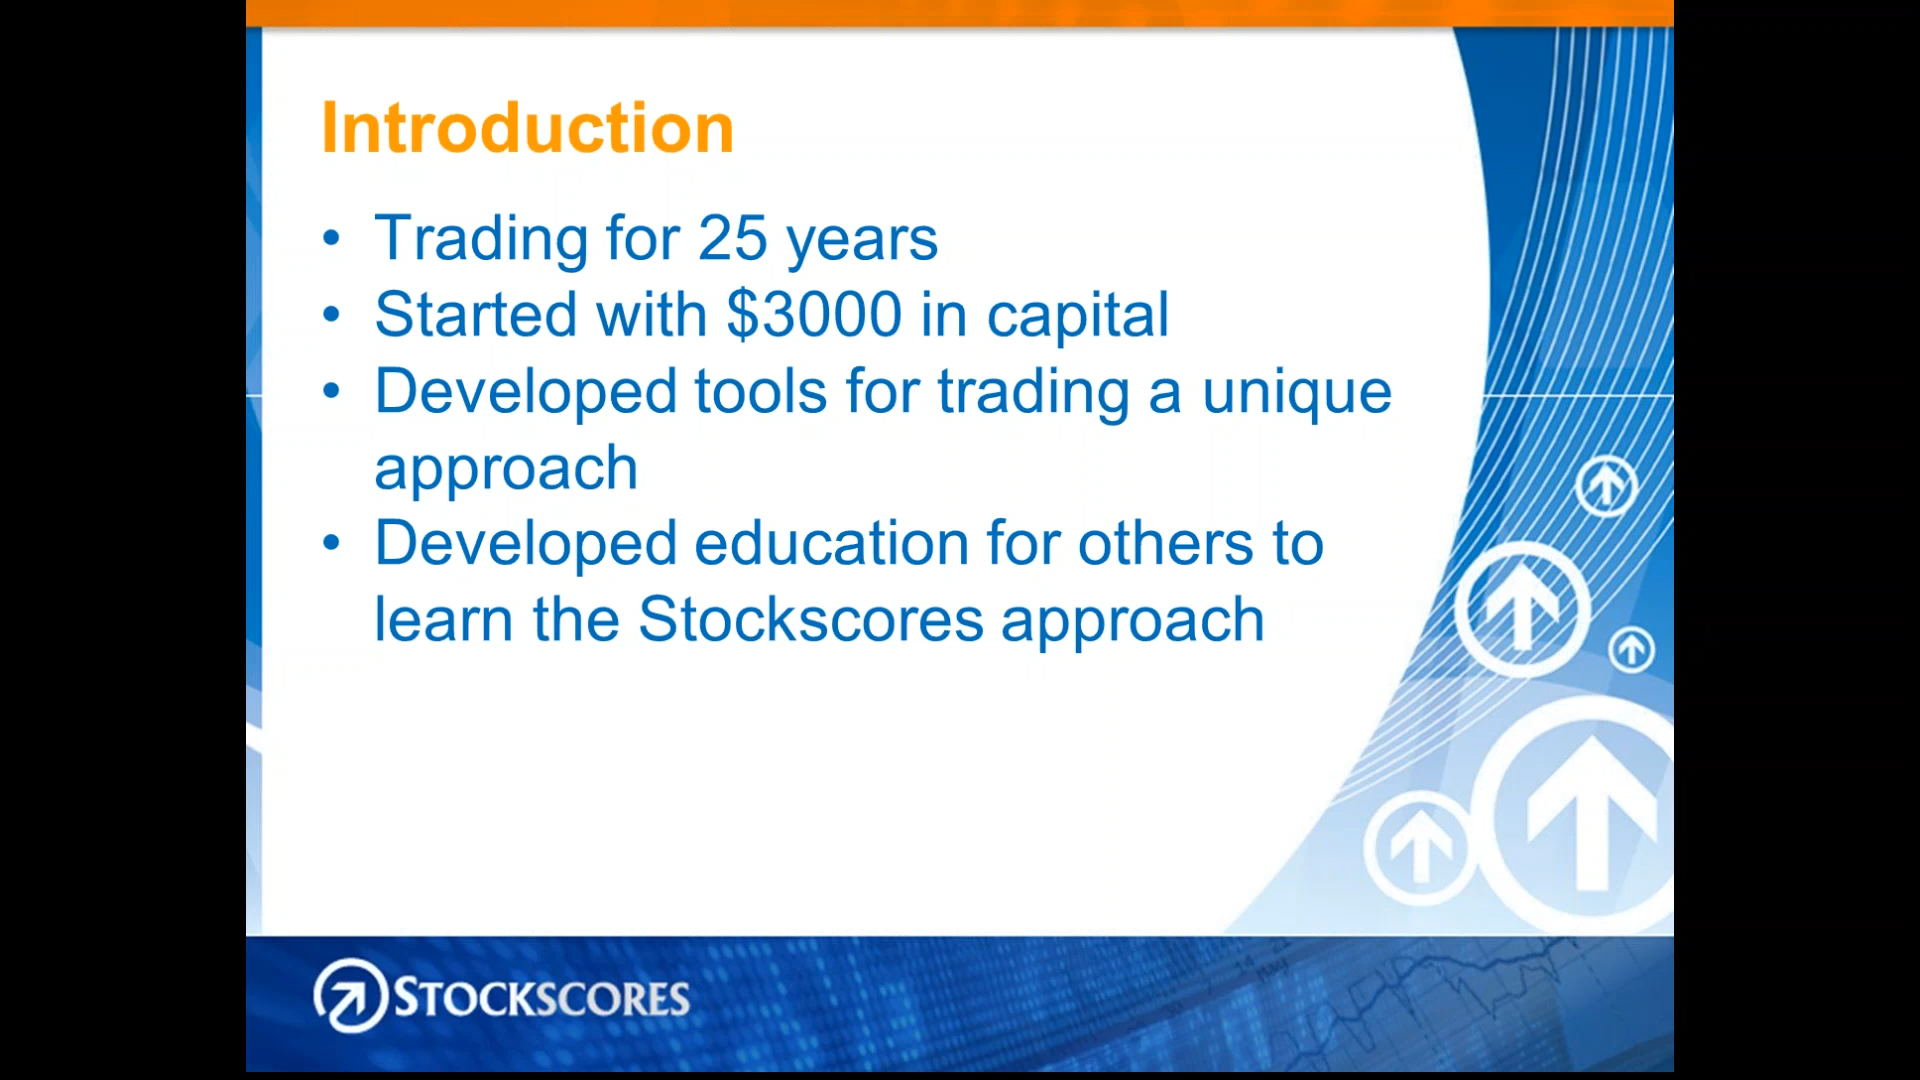 Introduction
• Trading for 25 years
• Started with $3000 in capital
• Developed tools for trading a unique
approach
• Developed education for others to
learn the Stockscores approach
STOCKSCORES